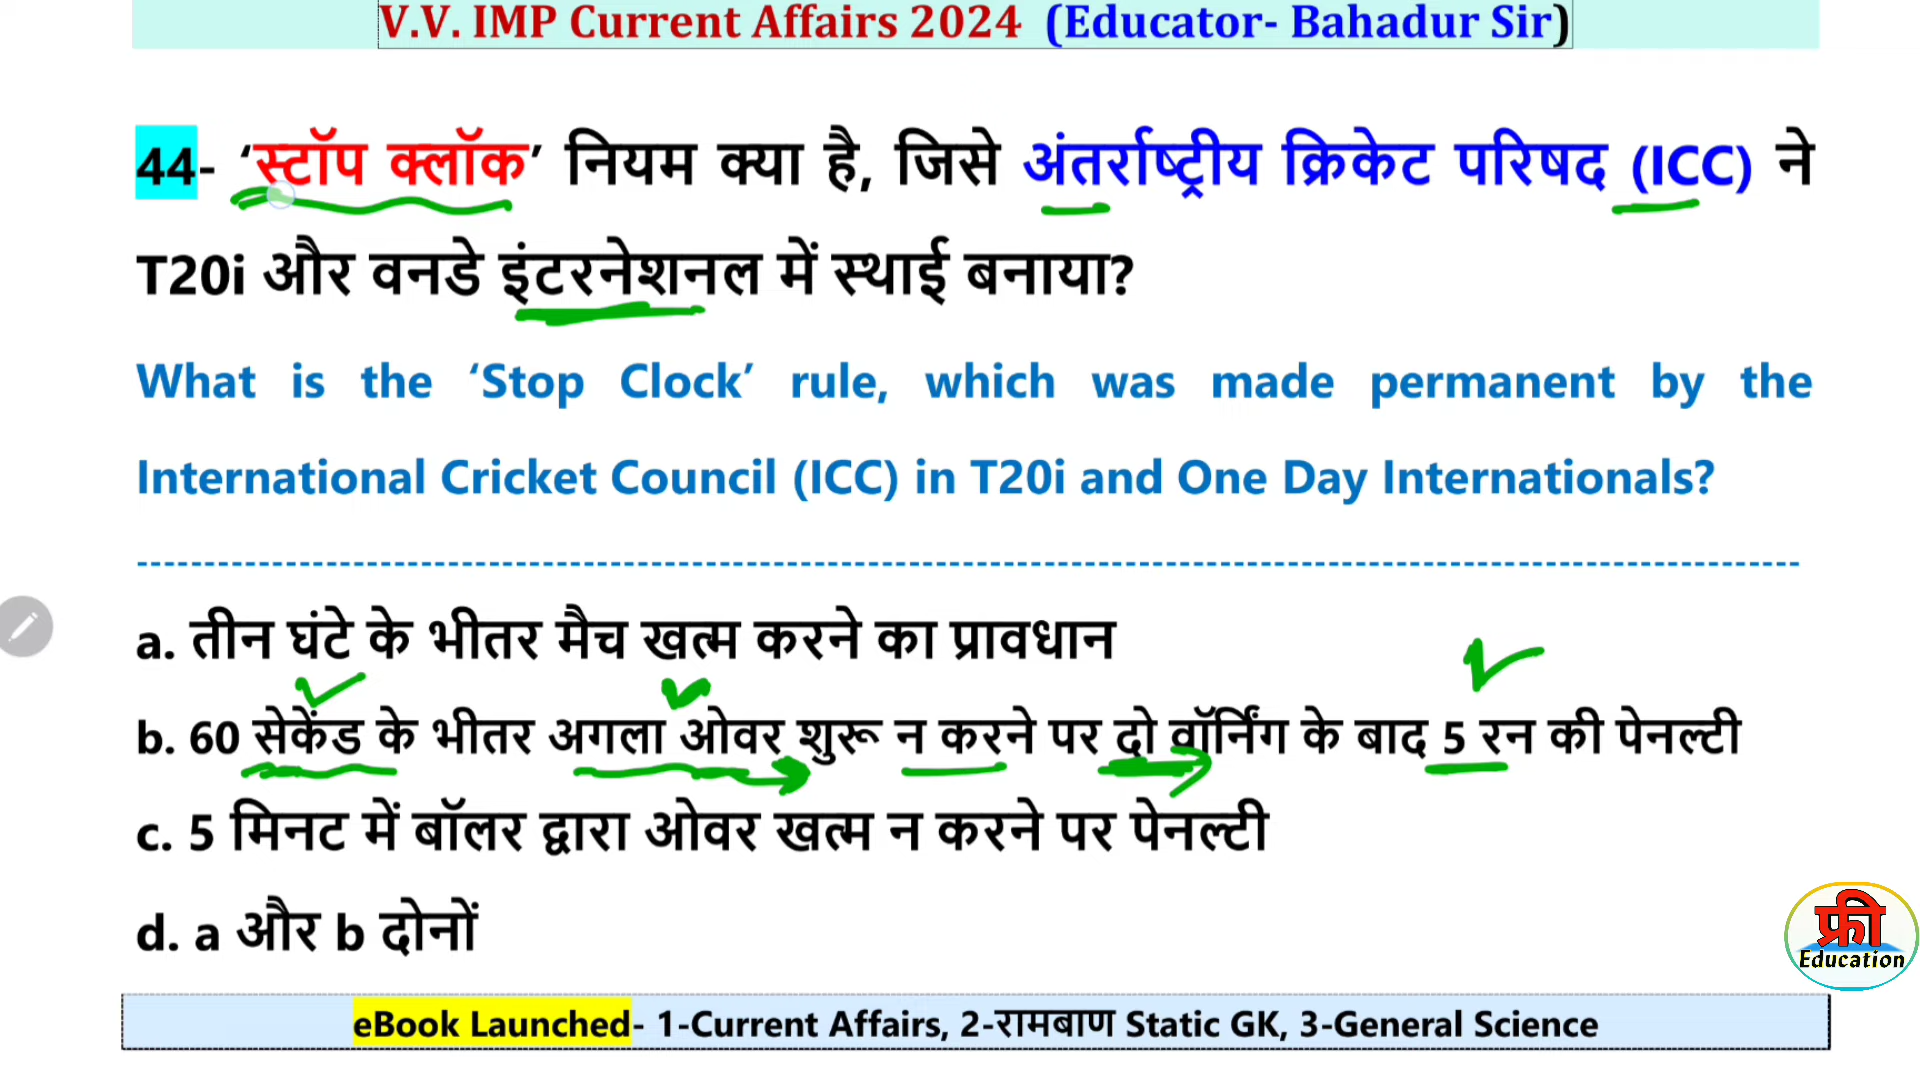 V.V. IMP Current Affairs 2024 (Educator- Bahadur Sir)
44- ‘स्टॉप क्लॉक’ नियम क्या है, जिसे अंतर्राष्ट्रीय क्रिकेट परिषद (ICC) ने
T20i और वनडे इंटरनेशनल में स्थाई बनाया?
What is the ‘Stop Clock’ rule, which was made permanent by the
International Cricket Council (ICC) in T20i and One Day Internationals?
a. तीन घंटे के भीतर मैच खत्म करने का प्रावधान
b. 60 सेकेंड के भीतर अगला ओवर शुरू न करने पर दो वॉर्निंग के बाद 5 रन की पेनल्टी
c. 5 मिनट में बॉलर द्वारा ओवर खत्म न करने पर पेनल्टी
d. a और b दोनों
फ्री
Education
eBook Launched- 1-Current Affairs, 2-रामबाण Static GK, 3-General Science